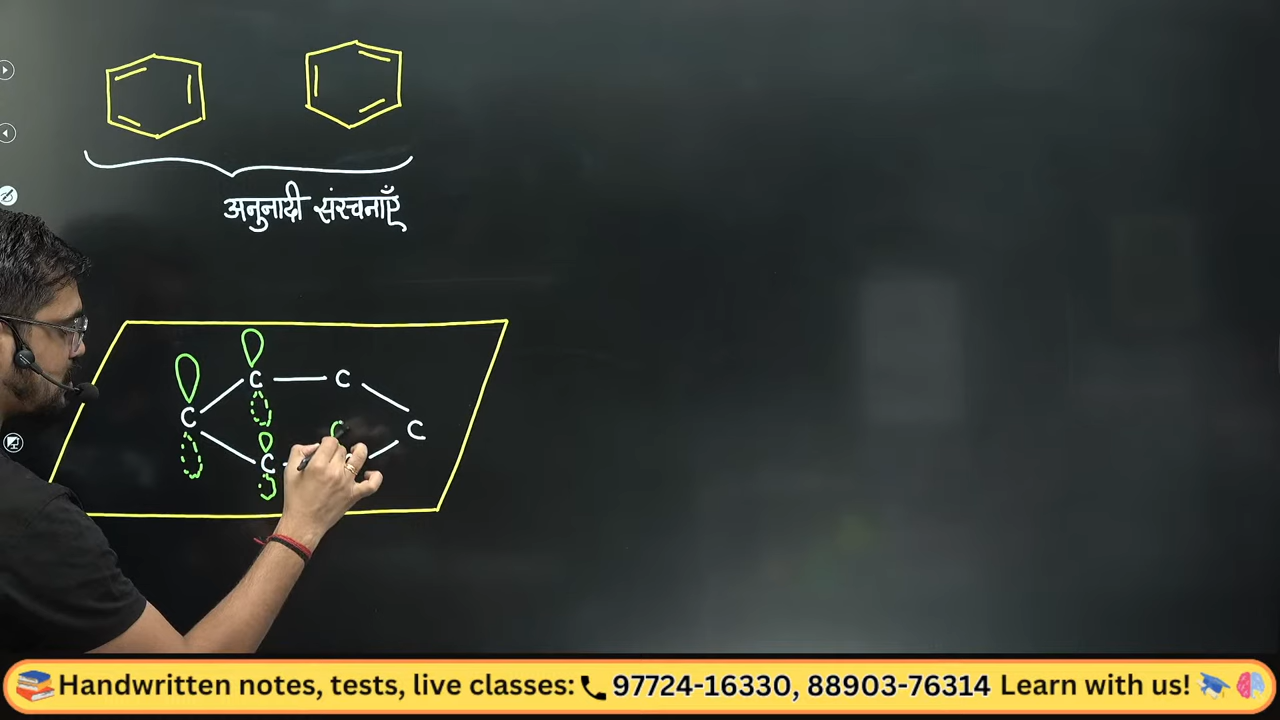 अनुनादी संरचनाएँ
C C
C
C
C
Handwritten notes, tests, live classes: 97724-16330, 88903-76314 Learn with us!